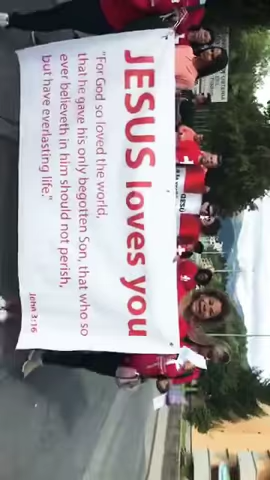 JESUS loves you
"For God so loved the world,
that he gave his only begotten Son, that who so
ever believeth in him should not perish,
but have everlasting life."
John 3:16